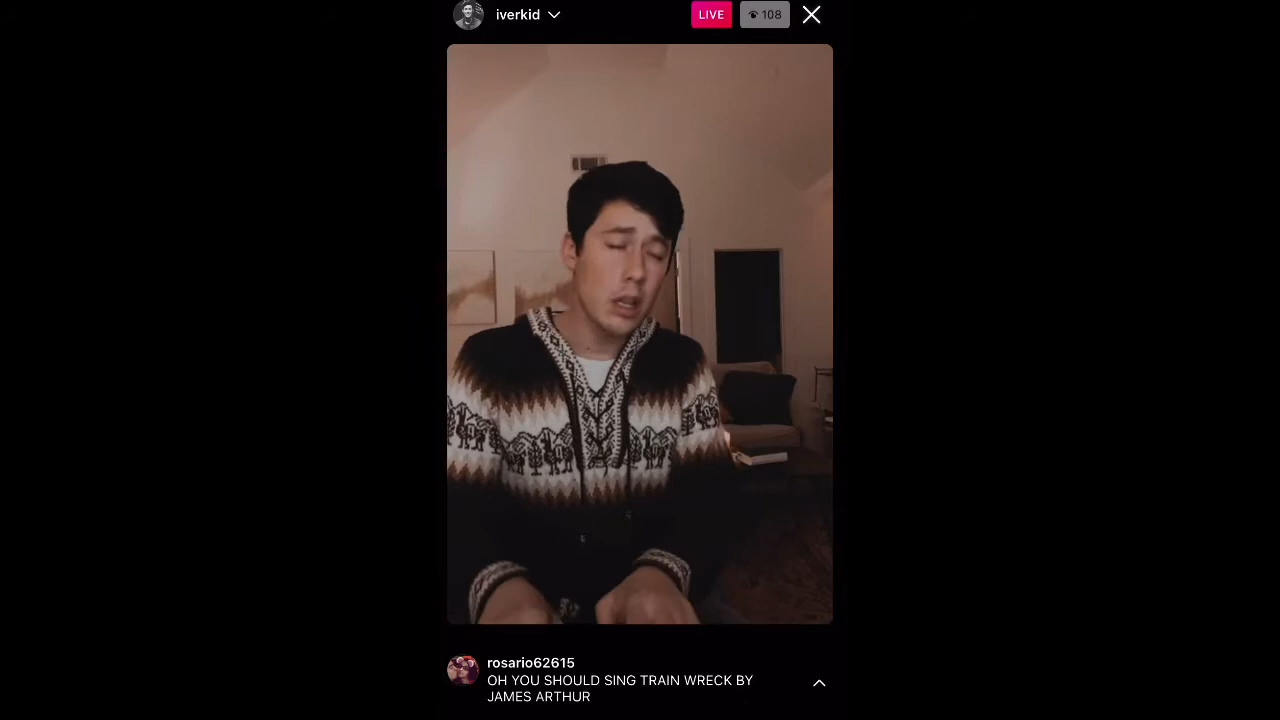 iverkid
LIVE
108
rosario62615
OH YOU SHOULD SING TRAIN WRECK BY
JAMES ARTHUR